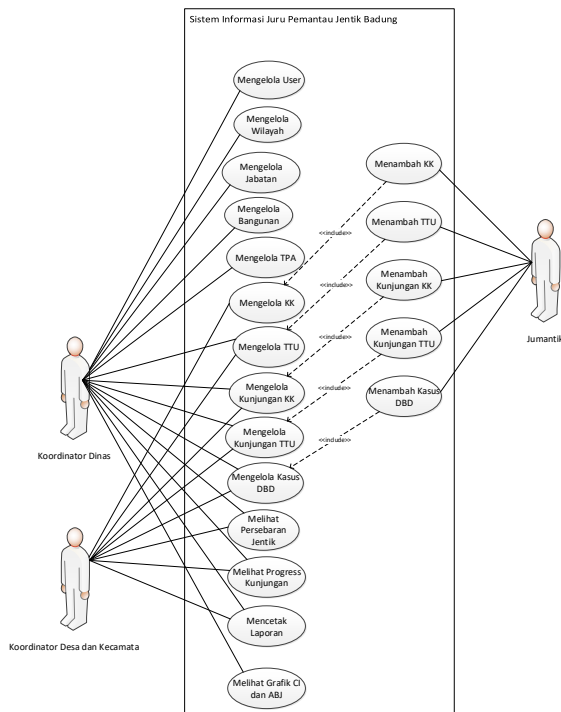 Sistem Informasi Juru Pemantau Jentik Badung
Mengelola User
Mengelola
Wilayah
Mengelola
Jabatan
Mengelola
Bangunan
Mengelola TPA
Mengelola KK
Mengelola TTU
Mengelola
Kunjungan KK
Mengelola
Kunjungan TTU
Mengelola Kasus
DBD
Melihat
Persebaran
Jentik
Melihat Progress
Kunjungan
Mencetak
Laporan
Melihat Grafik CI
dan ABJ
Menambah KK
Menambah TTU
Menambah
Kunjungan KK
Menambah
Kunjungan TTU
Menambah Kasus
DBD
<<include>>
<<include>>
<<include>>
<<include>>
<<include>>
Koordinator Dinas
Koordinator Desa dan Kecamata
Jumantik